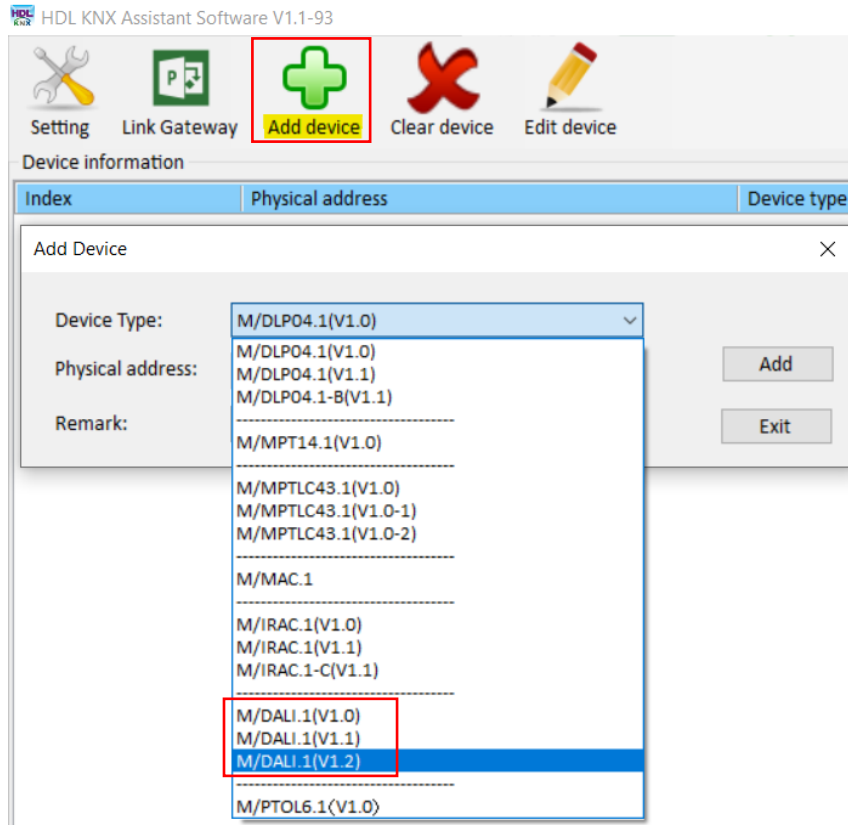 HDL KNX HDL KNX Assistant Software V1.1-93
Setting Link Gateway Add device Clear device Edit device
Device information
Index Physical address Device type
Add Device
Device Type: M/DLP04.1(V1.0)
M/DLP04.1(V1.0)
Physical address:
M/DLP04.1(V1.1)
Add
M/DLP04.1-B(V1.1)
Remark:
------------------------------------
Exit
M/MPT14.1(V1.0)
------------------------------------
M/MPTLC43.1(V1.0)
M/MPTLC43.1(V1.0-1)
M/MPTLC43.1(V1.0-2)
------------------------------------
M/MAC.1
------------------------------------
M/IRAC.1(V1.0)
M/IRAC.1(V1.1)
M/IRAC.1-C(V1.1)
------------------------------------
M/DALI.1(V1.0)
M/DALI.1(V1.1)
M/DALI.1(V1.2)
------------------------------------
M/PTOL6.1(V1.0)